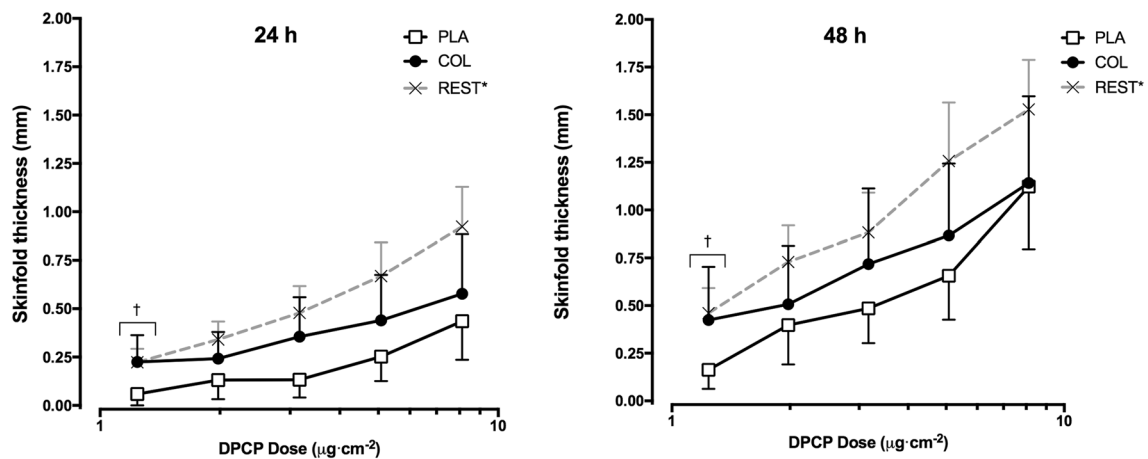 24 h
PLA
COL
REST*
Skinfold thickness (mm)
2.00
1.75
1.50
1.25
1.00
0.75
0.50
0.25
0.00
†
1
10
DPCP Dose (µg·cm-2)
48 h
PLA
COL
REST*
Skinfold thickness (mm)
2.00
1.75
1.50
1.25
1.00
0.75
0.50
0.25
0.00
†
1
10
DPCP Dose (µg·cm-2)